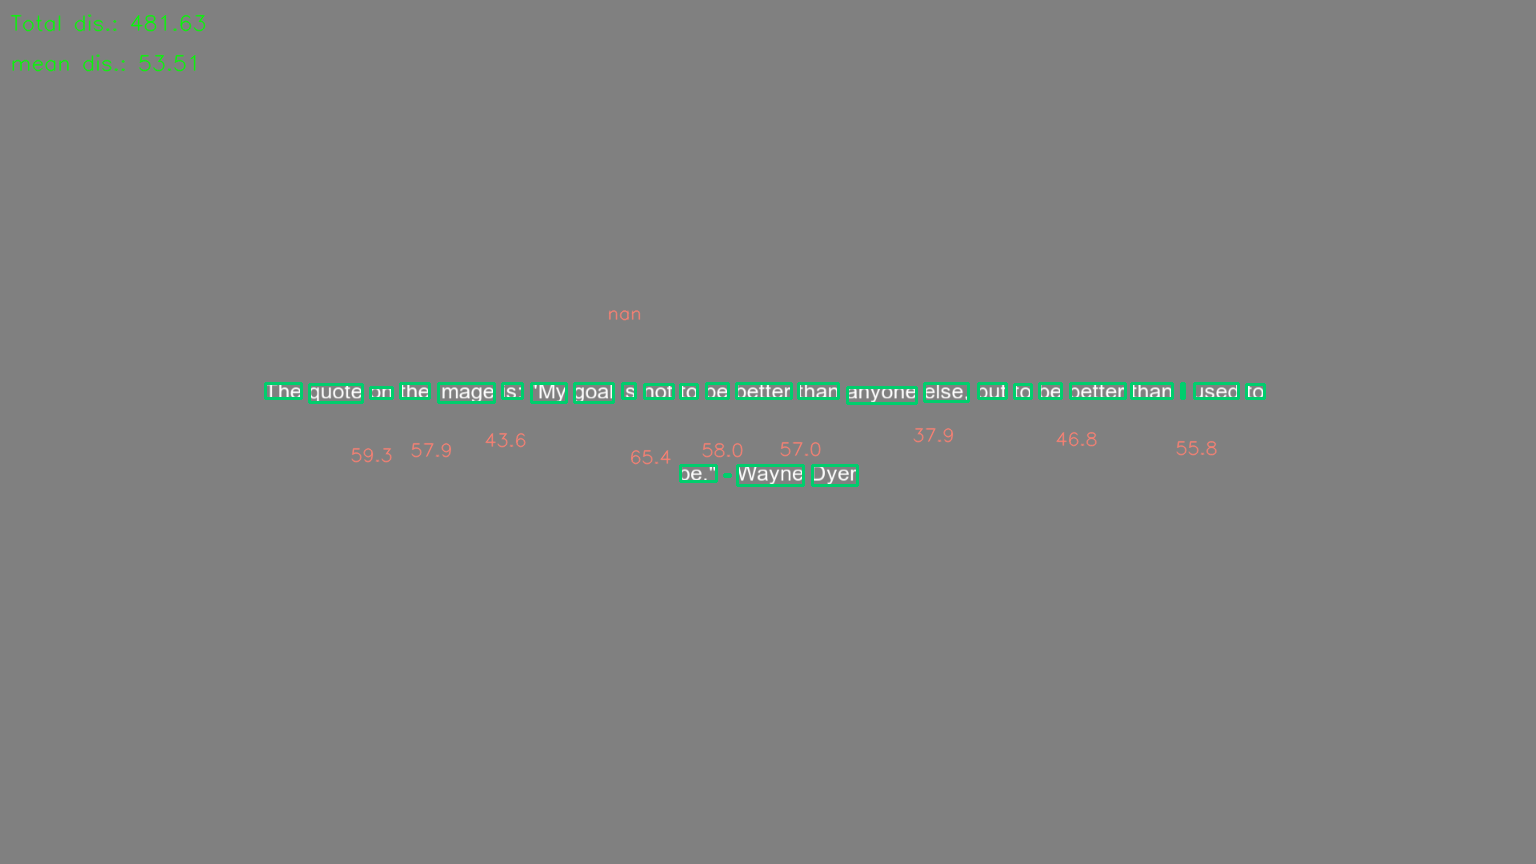 Total dis.: 481.63
mean dis.: 53.51
nan
The quote on the mage is: "My goal s not to be better than anyone else, but to be better than I used to
59.3 57.9 43.6 65.4 58.0 57.0 37.9 46.8 55.8
be." - Wayne Dyer